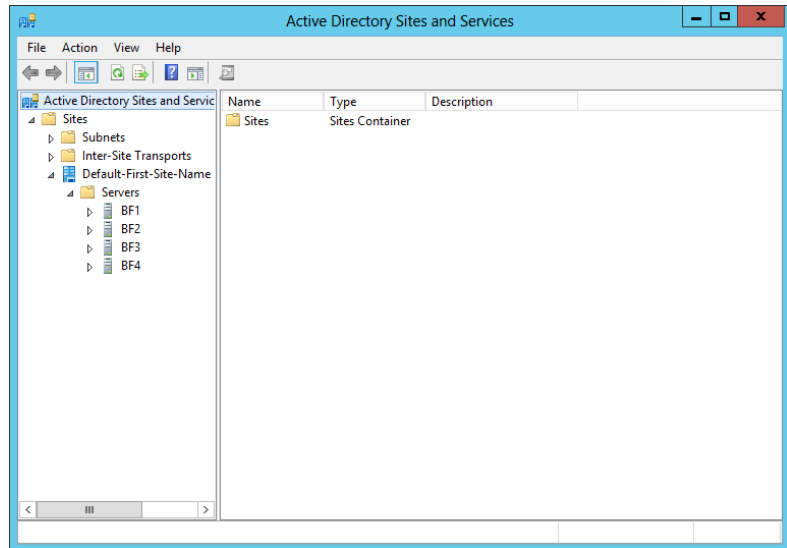 Active Directory Sites and Services
File Action View Help
Active Directory Sites and Servic
Sites
Subnets
Inter-Site Transports
Default-First-Site-Name
Servers
BF1
BF2
BF3
BF4
Name Type Description
Sites Sites Container